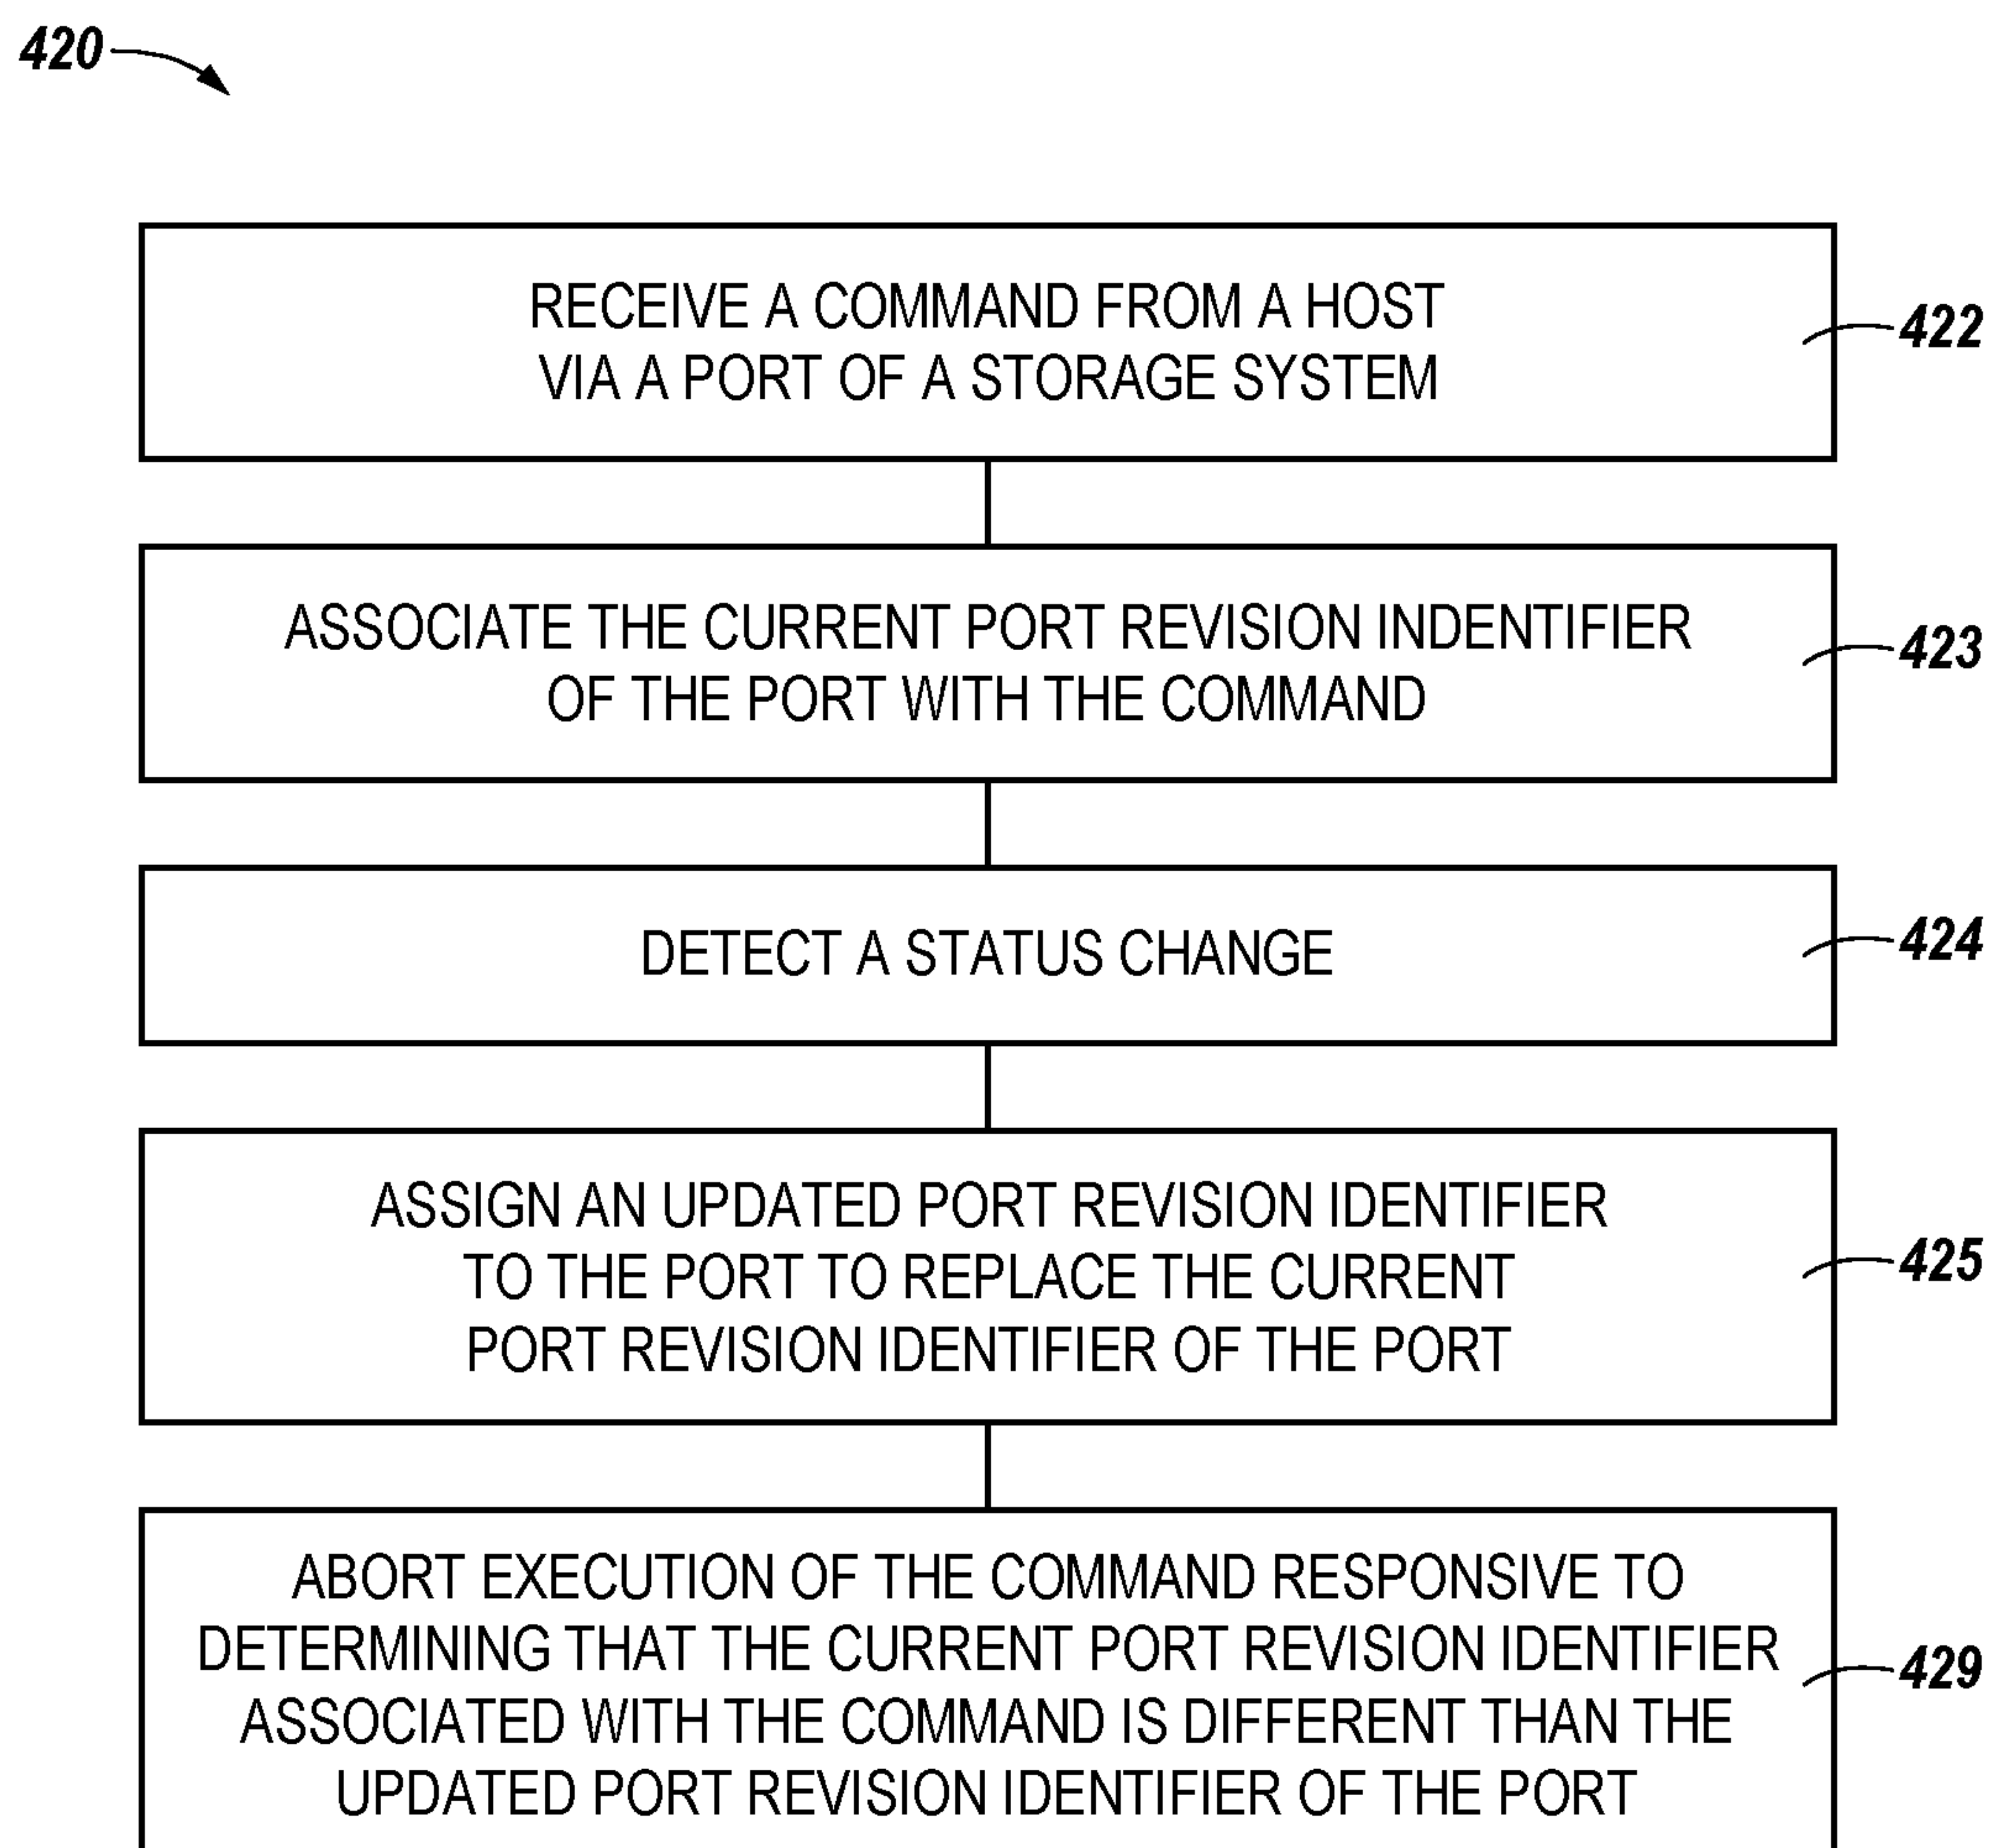 420
RECEIVE A COMMAND FROM A HOST
VIA A PORT OF A STORAGE SYSTEM
422
ASSOCIATE THE CURRENT PORT REVISION INDENTIFIER
OF THE PORT WITH THE COMMAND
423
DETECT A STATUS CHANGE
424
ASSIGN AN UPDATED PORT REVISION IDENTIFIER
TO THE PORT TO REPLACE THE CURRENT
PORT REVISION IDENTIFIER OF THE PORT
425
ABORT EXECUTION OF THE COMMAND RESPONSIVE TO
DETERMINING THAT THE CURRENT PORT REVISION IDENTIFIER
ASSOCIATED WITH THE COMMAND IS DIFFERENT THAN THE
UPDATED PORT REVISION IDENTIFIER OF THE PORT
429